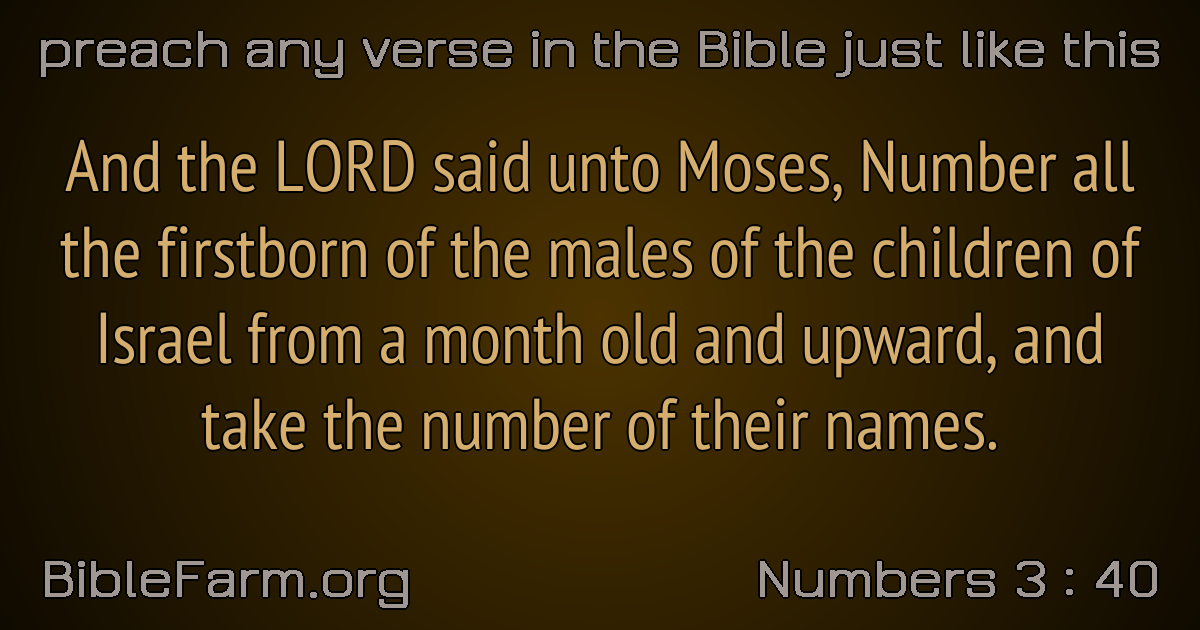 preach any verse in the Bible just like this
And the LORD said unto Moses, Number all
the firstborn of the males of the children of
Israel from a month old and upward, and
take the number of their names.
BibleFarm.org
Numbers 3 : 40